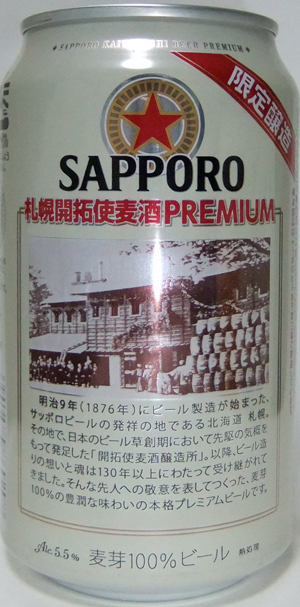 SAPPORO KAITAKUSHI BEER PREMIUM
限定醸造
SAPPORO
札幌開拓使麦酒PREMIUM
明治9年(1876年)にビール製造が始まった、
サッポロビールの発祥の地である北海道 札幌。
その地で、日本のビール草創期において先駆の気概を
もって発足した「開拓使麦酒醸造所」。以降、ビール造
りの想いと魂は130年以上にわたって受け継がれて
きました。そんな先人への敬意を表してつくった、麦芽
100%の豊潤な味わいの本格プレミアムビールです。
Alc.5.5% 麦芽100%ビール 熱処理